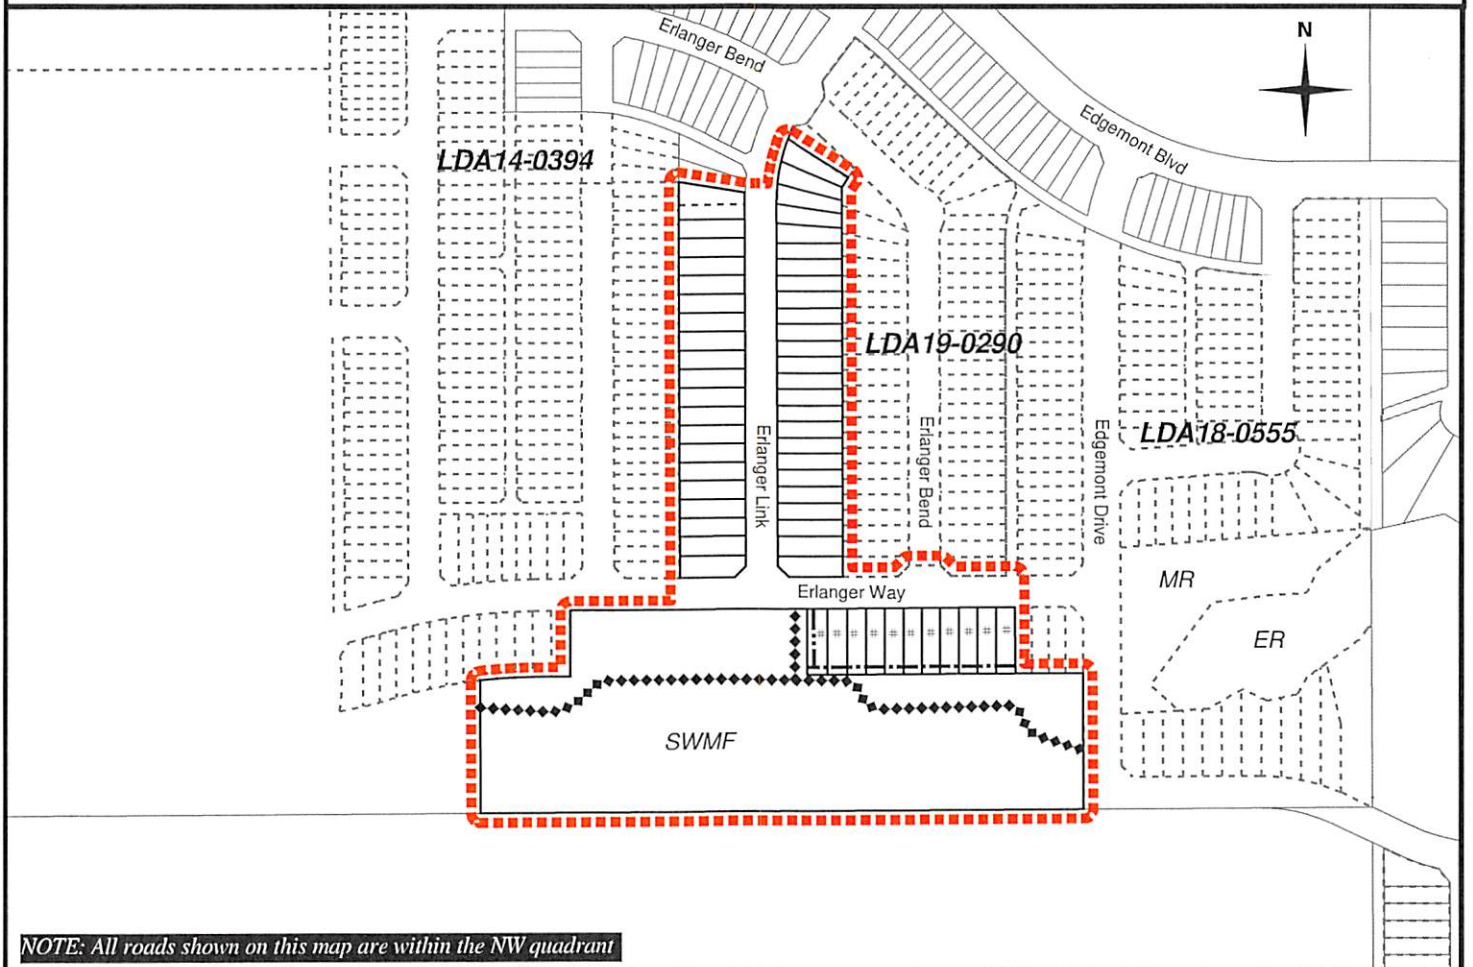 Erlanger Bend
N
Edgemont Blvd
LDA14-0394
LDA19-0290
LDA18-0555
Erlanger Link
Erlanger Bend
Edgemont Drive
MR
Erlanger Way
ER
# # # # # # # # # # #
SWMF
NOTE: All roads shown on this map are within the NW quadrant